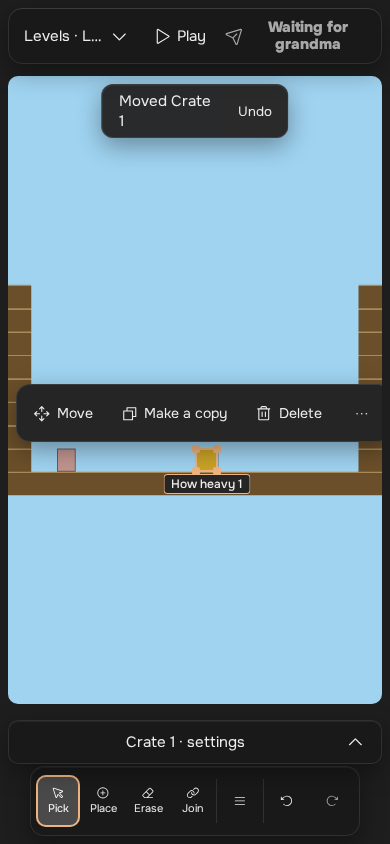 Levels · L...
Play
Waiting for
grandma
Moved Crate
1
Undo
Move
Make a copy
Delete
...
How heavy 1
Crate 1 · settings
Pick
Place
Erase
Join